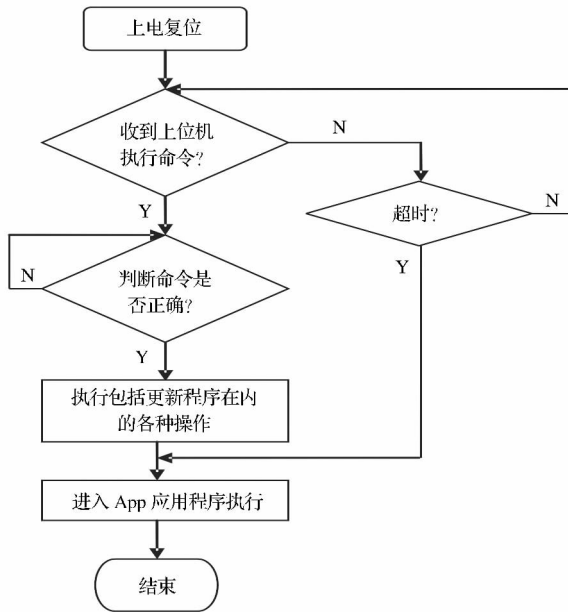 上电复位
收到上位机
执行命令?
N
超时?
N
Y
Y
N
判断命令是
否正确?
Y
执行包括更新程序在内
的各种操作
进入 App 应用程序执行
结束